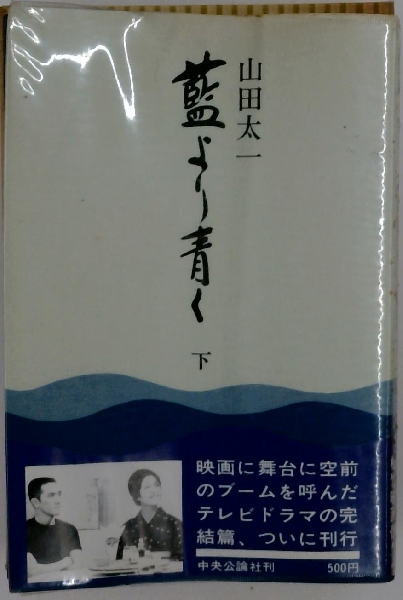 山田太一
藍より青く
下
映画に舞台に空前
のブームを呼んだ
テレビドラマの完
結篇、ついに刊行
中央公論社刊
500円